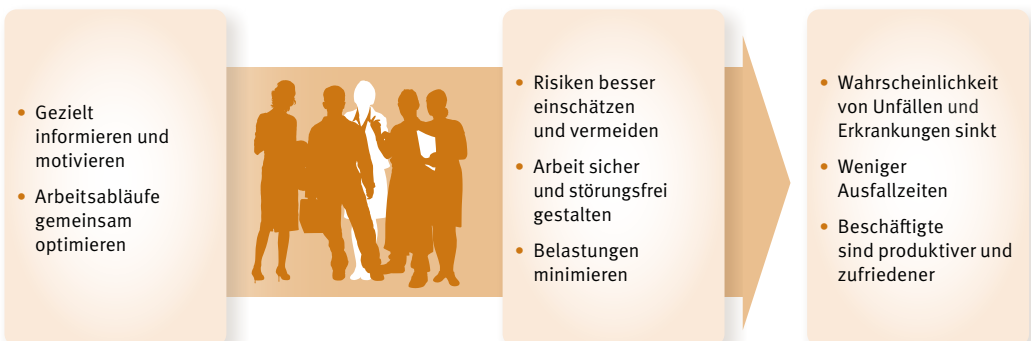 • Gezielt
informieren und
motivieren
• Arbeitsabläufe
gemeinsam
optimieren
• Risiken besser
einschätzen
und vermeiden
• Arbeit sicher
und störungsfrei
gestalten
• Belastungen
minimieren
• Wahrscheinlichkeit
von Unfällen und
Erkrankungen sinkt
• Weniger
Ausfallzeiten
• Beschäftigte
sind produktiver und
zufriedener